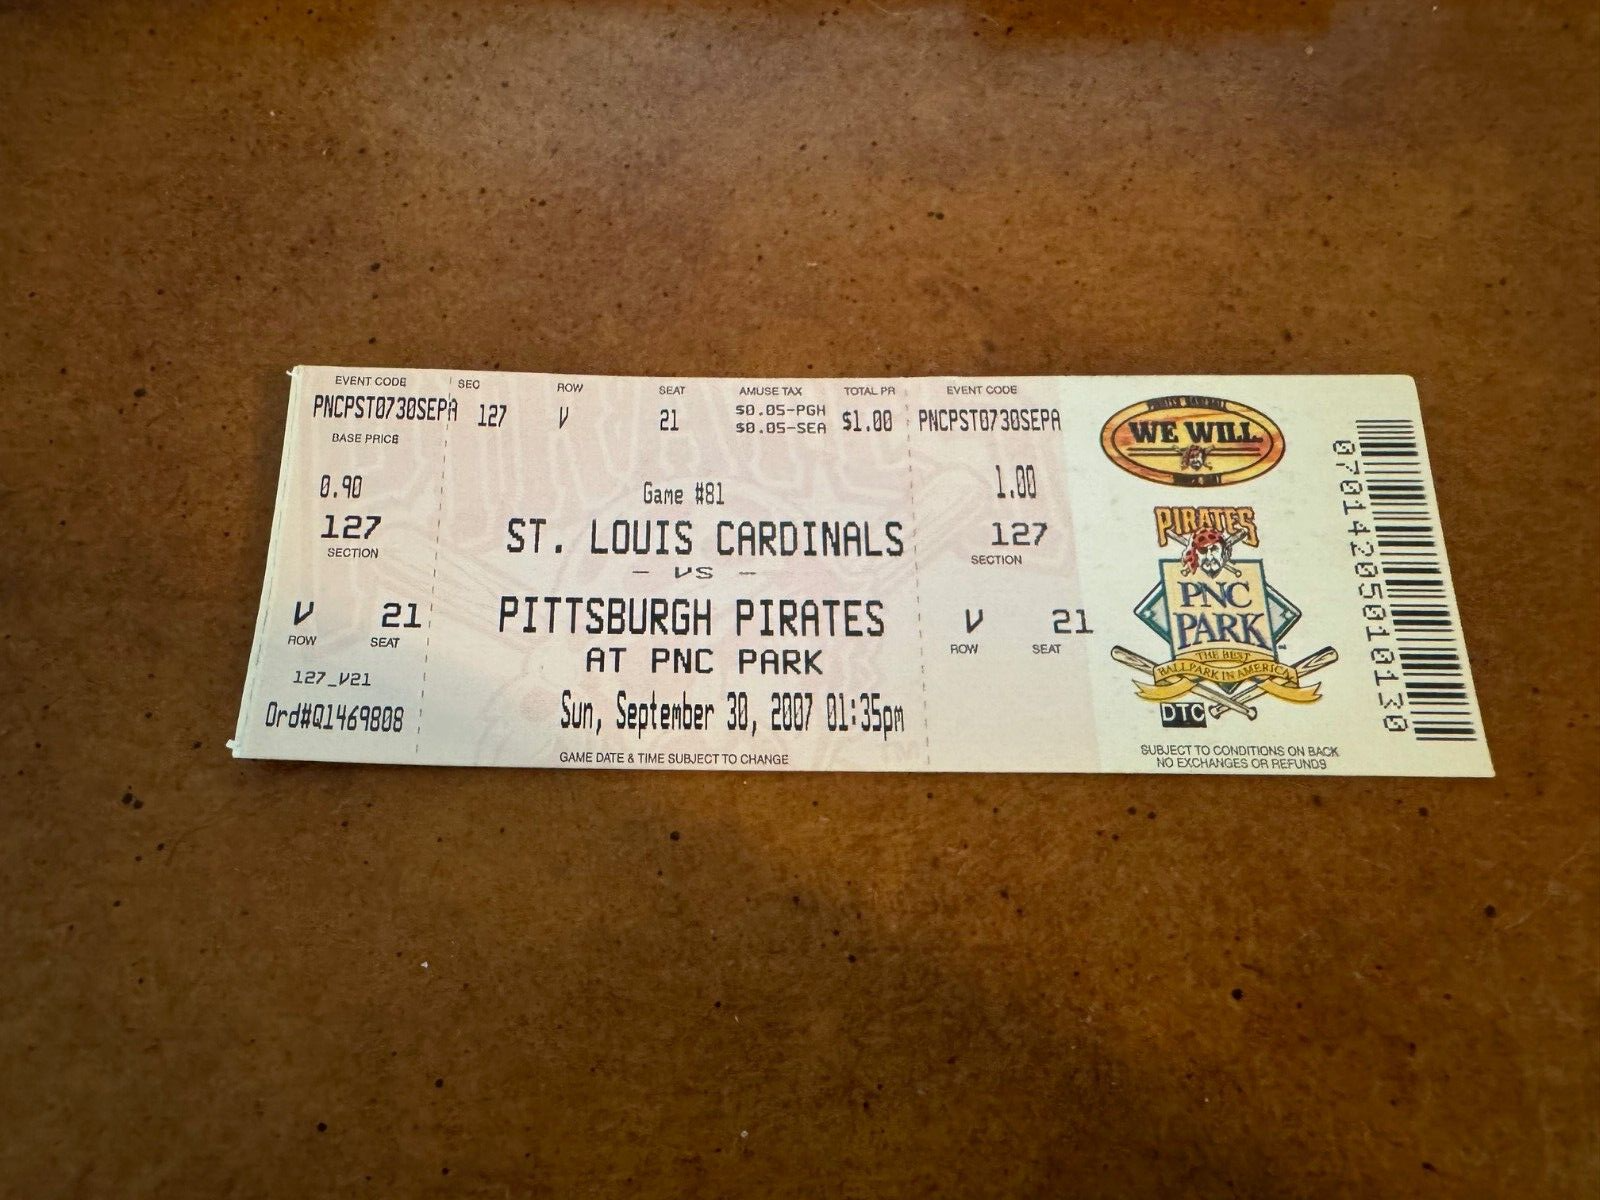 EVENT CODE
PNCPST0730SEPA
BASE PRICE
0.90
127
SECTION
V 21
ROW SEAT
127_V21
Ord#Q1469808
SEC ROW SEAT AMUSE TAX TOTAL PR
127 V 21 $0.05-PGH $1.00
$0.05-SEA
Game #81
ST. LOUIS CARDINALS
- VS -
PITTSBURGH PIRATES
AT PNC PARK
Sun, September 30, 2007 01:35pm
GAME DATE & TIME SUBJECT TO CHANGE
EVENT CODE
PNCPST0730SEPA
1.00
127
SECTION
V 21
ROW SEAT
WE WILL
PIRATES
PNC
PARK
THE BEST
BALLPARK IN AMERICA
DTC
SUBJECT TO CONDITIONS ON BACK
NO EXCHANGES OR REFUNDS